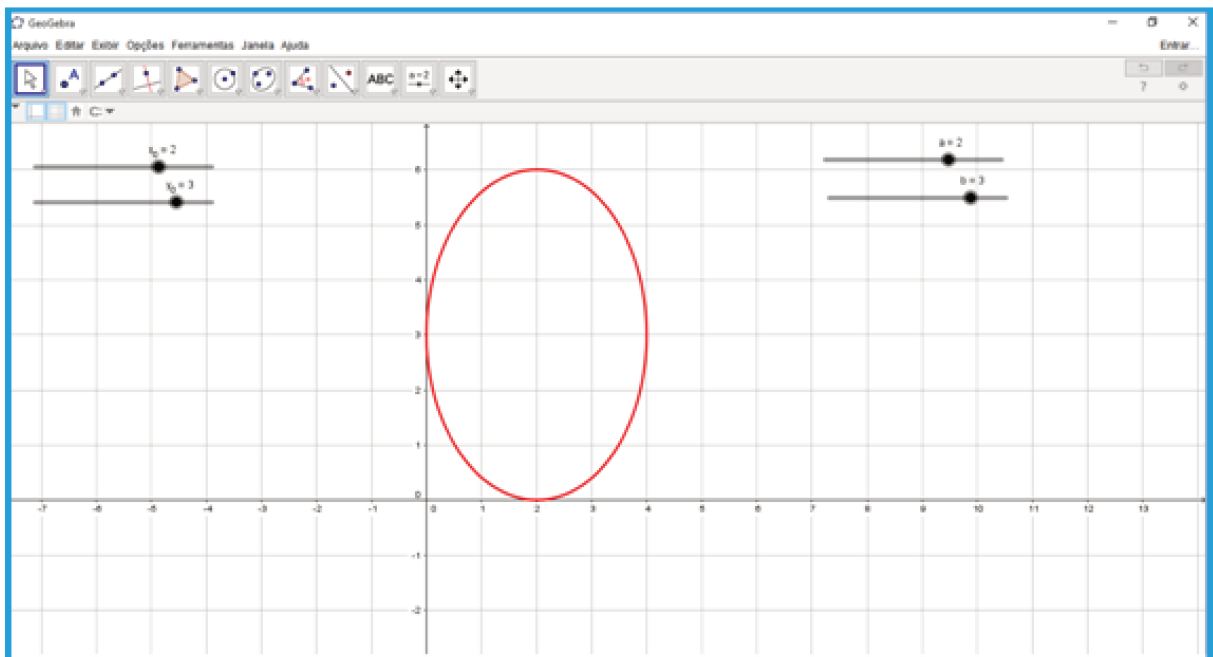 GeoGebra
Arquivo Editar Exibir Opções Ferramentas Janela Ajuda
Entrar...
A
ABC
a=2
?
x₀ = 2
y₀ = 3
a = 2
b = 3
6
5
4
3
2
1
0
-7 -6 -5 -4 -3 -2 -1 0 1 2 3 4 5 6 7 8 9 10 11 12 13
-1
-2